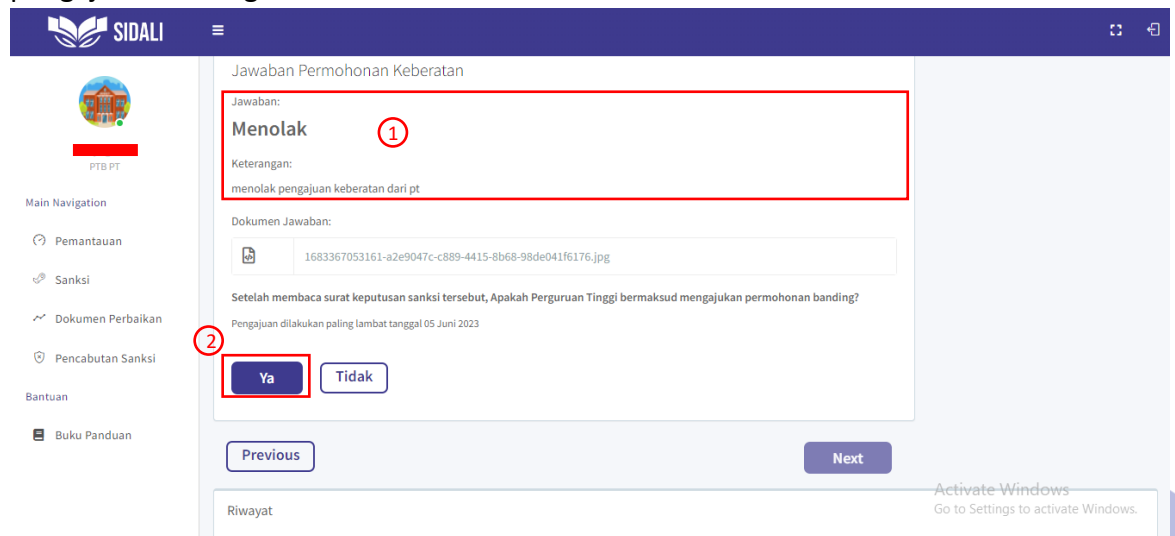 SIDALI
PTB PT
Main Navigation
Pemantauan
Sanksi
Dokumen Perbaikan
Pencabutan Sanksi
Bantuan
Buku Panduan
Jawaban Permohonan Keberatan
Jawaban:
Menolak
1
Keterangan:
menolak pengajuan keberatan dari pt
Dokumen Jawaban:
1683367053161-a2e9047c-c889-4415-8b68-98de041f6176.jpg
Setelah membaca surat keputusan sanksi tersebut, Apakah Perguruan Tinggi bermaksud mengajukan permohonan banding?
Pengajuan dilakukan paling lambat tanggal 05 Juni 2023
2
Ya Tidak
Previous Next
Riwayat
Activate Windows
Go to Settings to activate Windows.